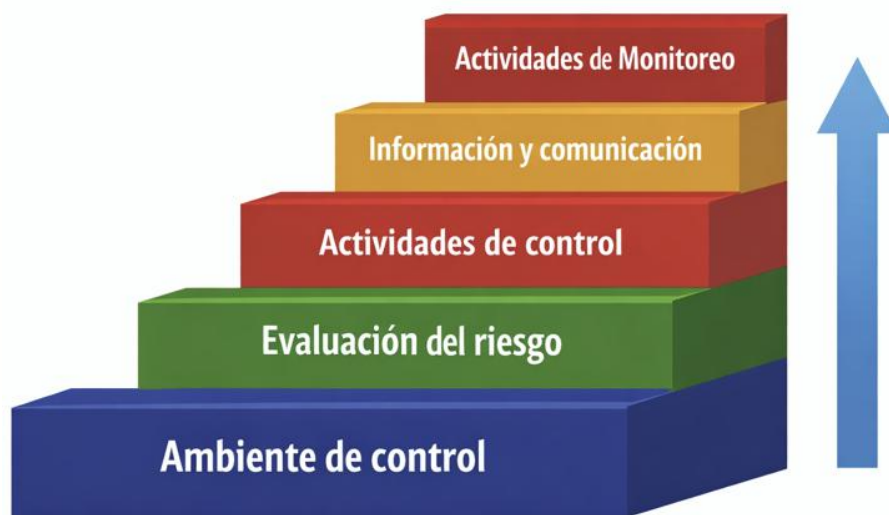 Actividades de Monitoreo
Información y comunicación
Actividades de control
Evaluación del riesgo
Ambiente de control